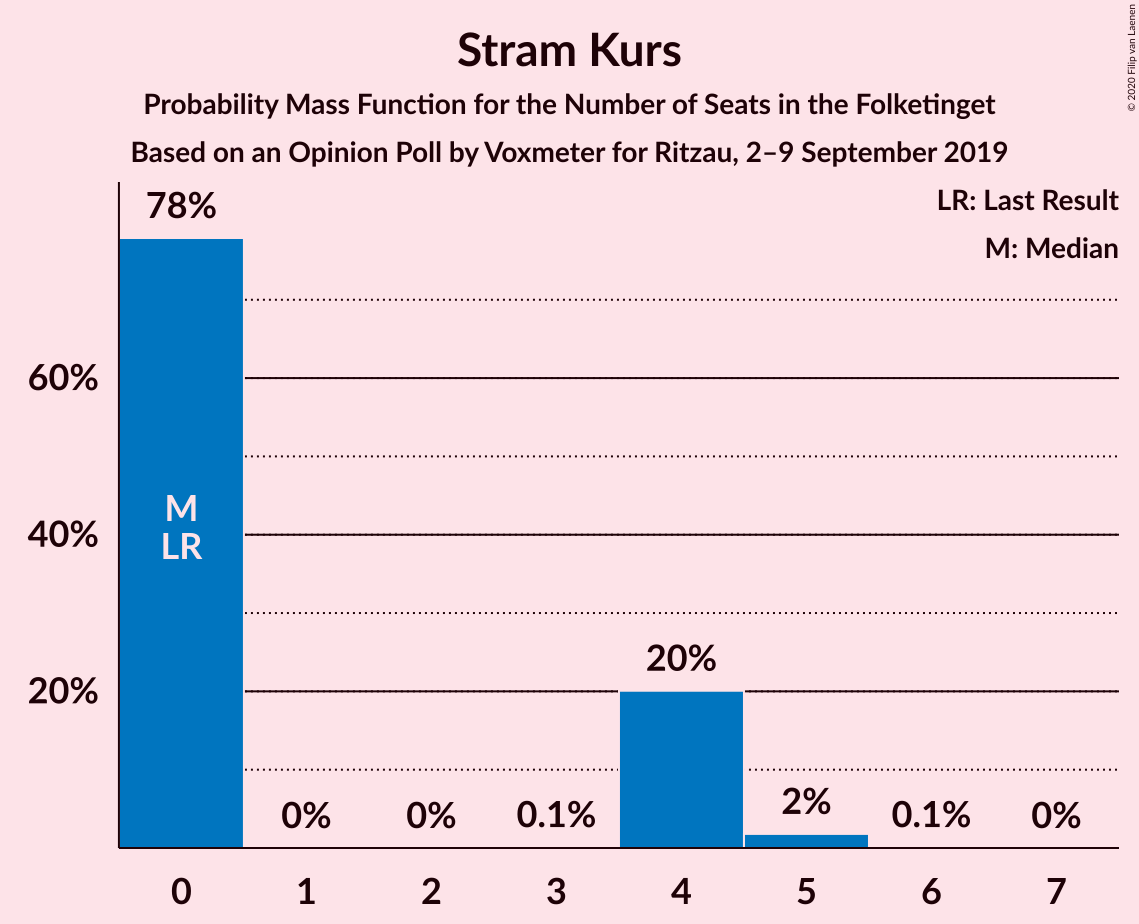 Stram Kurs
Probability Mass Function for the Number of Seats in the Folketinget
Based on an Opinion Poll by Voxmeter for Ritzau, 2–9 September 2019
© 2020 Filip van Laenen
LR: Last Result
M: Median
78%
60%
M
40%
LR
20%
20%
0%
0%
0.1%
2%
0.1%
0%
0 1 2 3 4 5 6 7